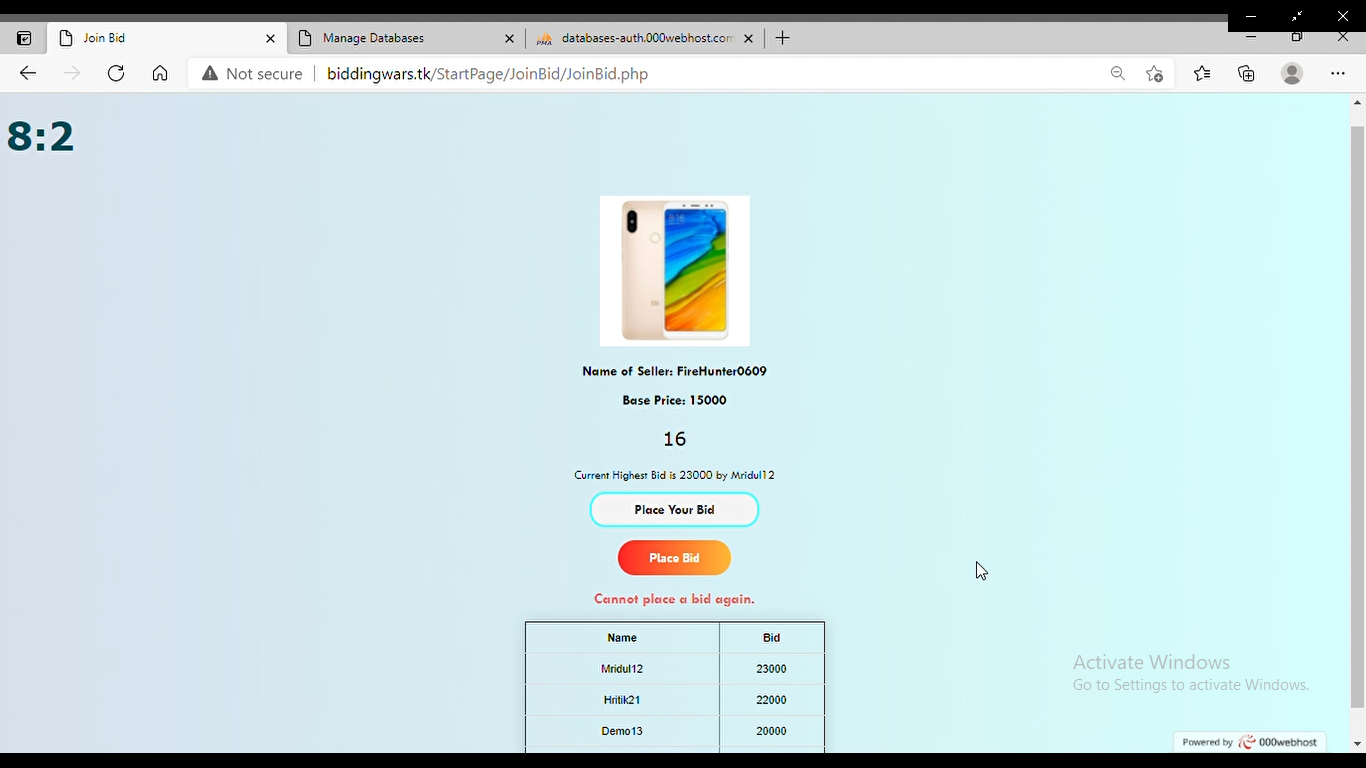 Join Bid
Manage Databases
PMA databases-auth.000webhost.com
Not secure biddingwars.tk/StartPage/JoinBid/JoinBid.php
8:2
8:16
Name of Seller: FireHunter0609
Base Price: 15000
16
Current Highest Bid is 23000 by Mridul12
Place Your Bid
Place Bid
Cannot place a bid again.
Name Bid
Mridul12 23000
Hritik21 22000
Demo13 20000
Activate Windows
Go to Settings to activate Windows.
Powered by 000webhost